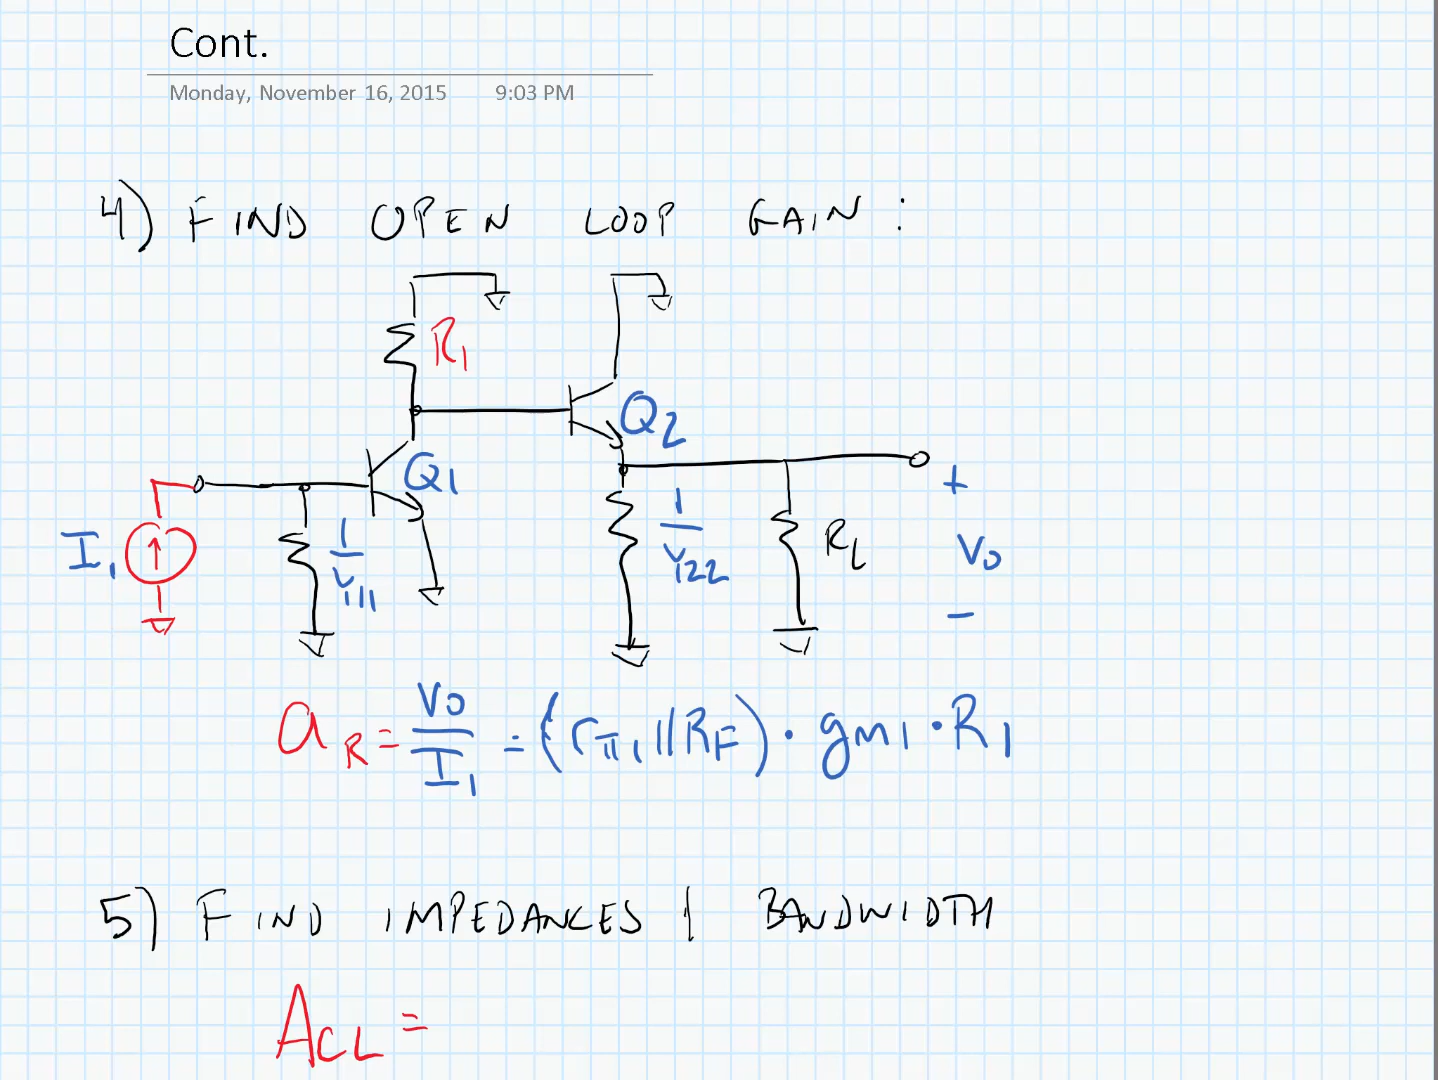 Cont.
Monday, November 16, 2015 9:03 PM
4) FIND OPEN LOOP GAIN:
R1
Q2
Q1
+
I1
1/y11
1/y22
RL
Vo
-
aR = Vo/I1 = (rπ1 // RF) · gm1 · R1
5) FIND IMPEDANCES & BANDWIDTH
ACL =